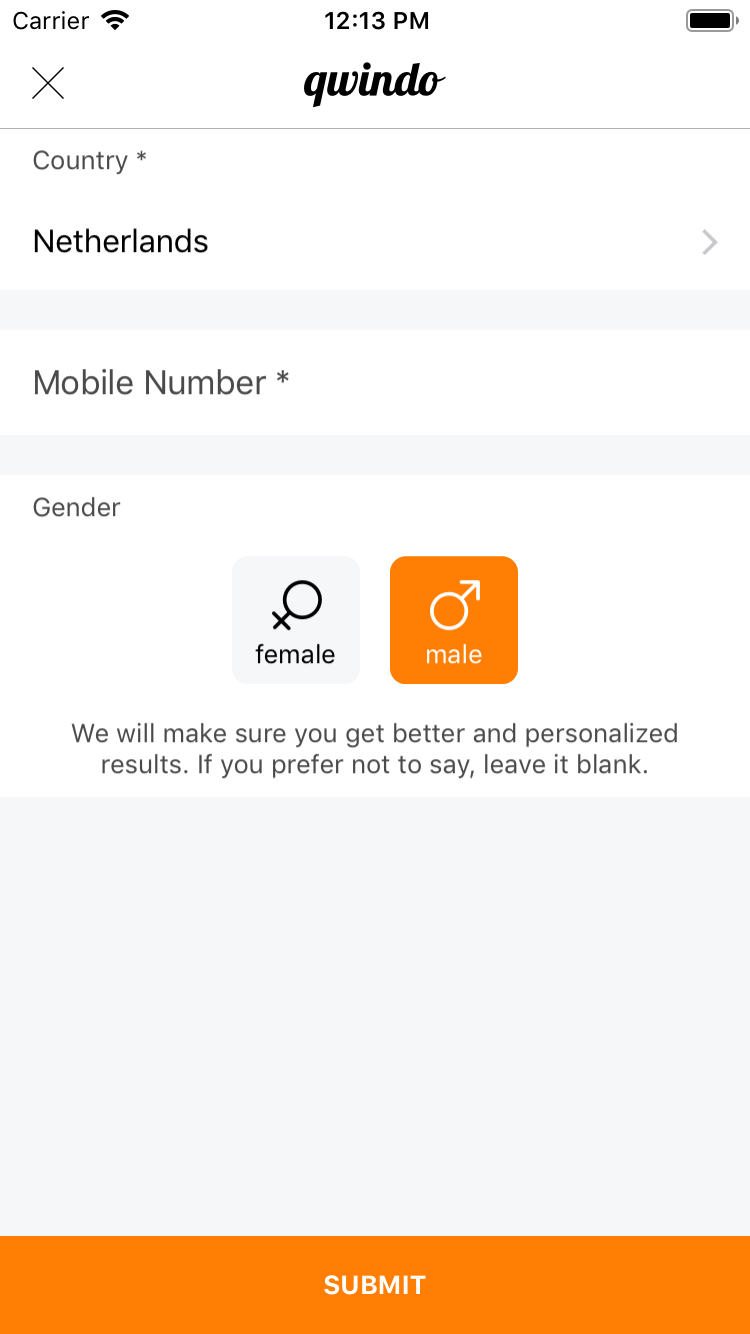 Carrier 12:13 PM
qwindo
Country *
Netherlands
Mobile Number *
Gender
female male
We will make sure you get better and personalized
results. If you prefer not to say, leave it blank.
SUBMIT